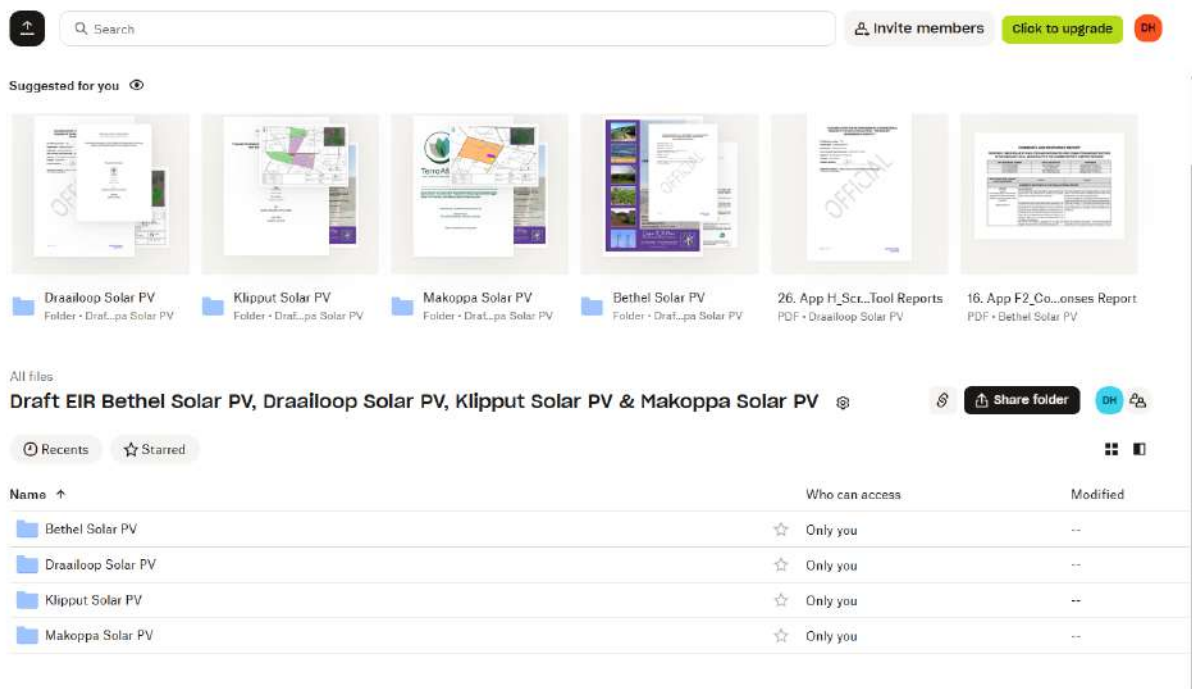 Search
Invite members
Click to upgrade
DH
Suggested for you
OFFICIAL
OFFICIAL
OFFICIAL
Draailoop Solar PV
Folder • Draf...pa Solar PV
Klipput Solar PV
Folder • Draf...pa Solar PV
Makoppa Solar PV
Folder • Draf...pa Solar PV
Bethel Solar PV
Folder • Draf...pa Solar PV
26. App H_Scr...Tool Reports
PDF • Draailoop Solar PV
16. App F2_Co...onses Report
PDF • Bethel Solar PV
All files
Draft EIR Bethel Solar PV, Draailoop Solar PV, Klipput Solar PV & Makoppa Solar PV
Share folder
DH
Recents
Starred
Name ↑
Who can access
Modified
Bethel Solar PV
Only you
--
Draailoop Solar PV
Only you
--
Klipput Solar PV
Only you
--
Makoppa Solar PV
Only you
--